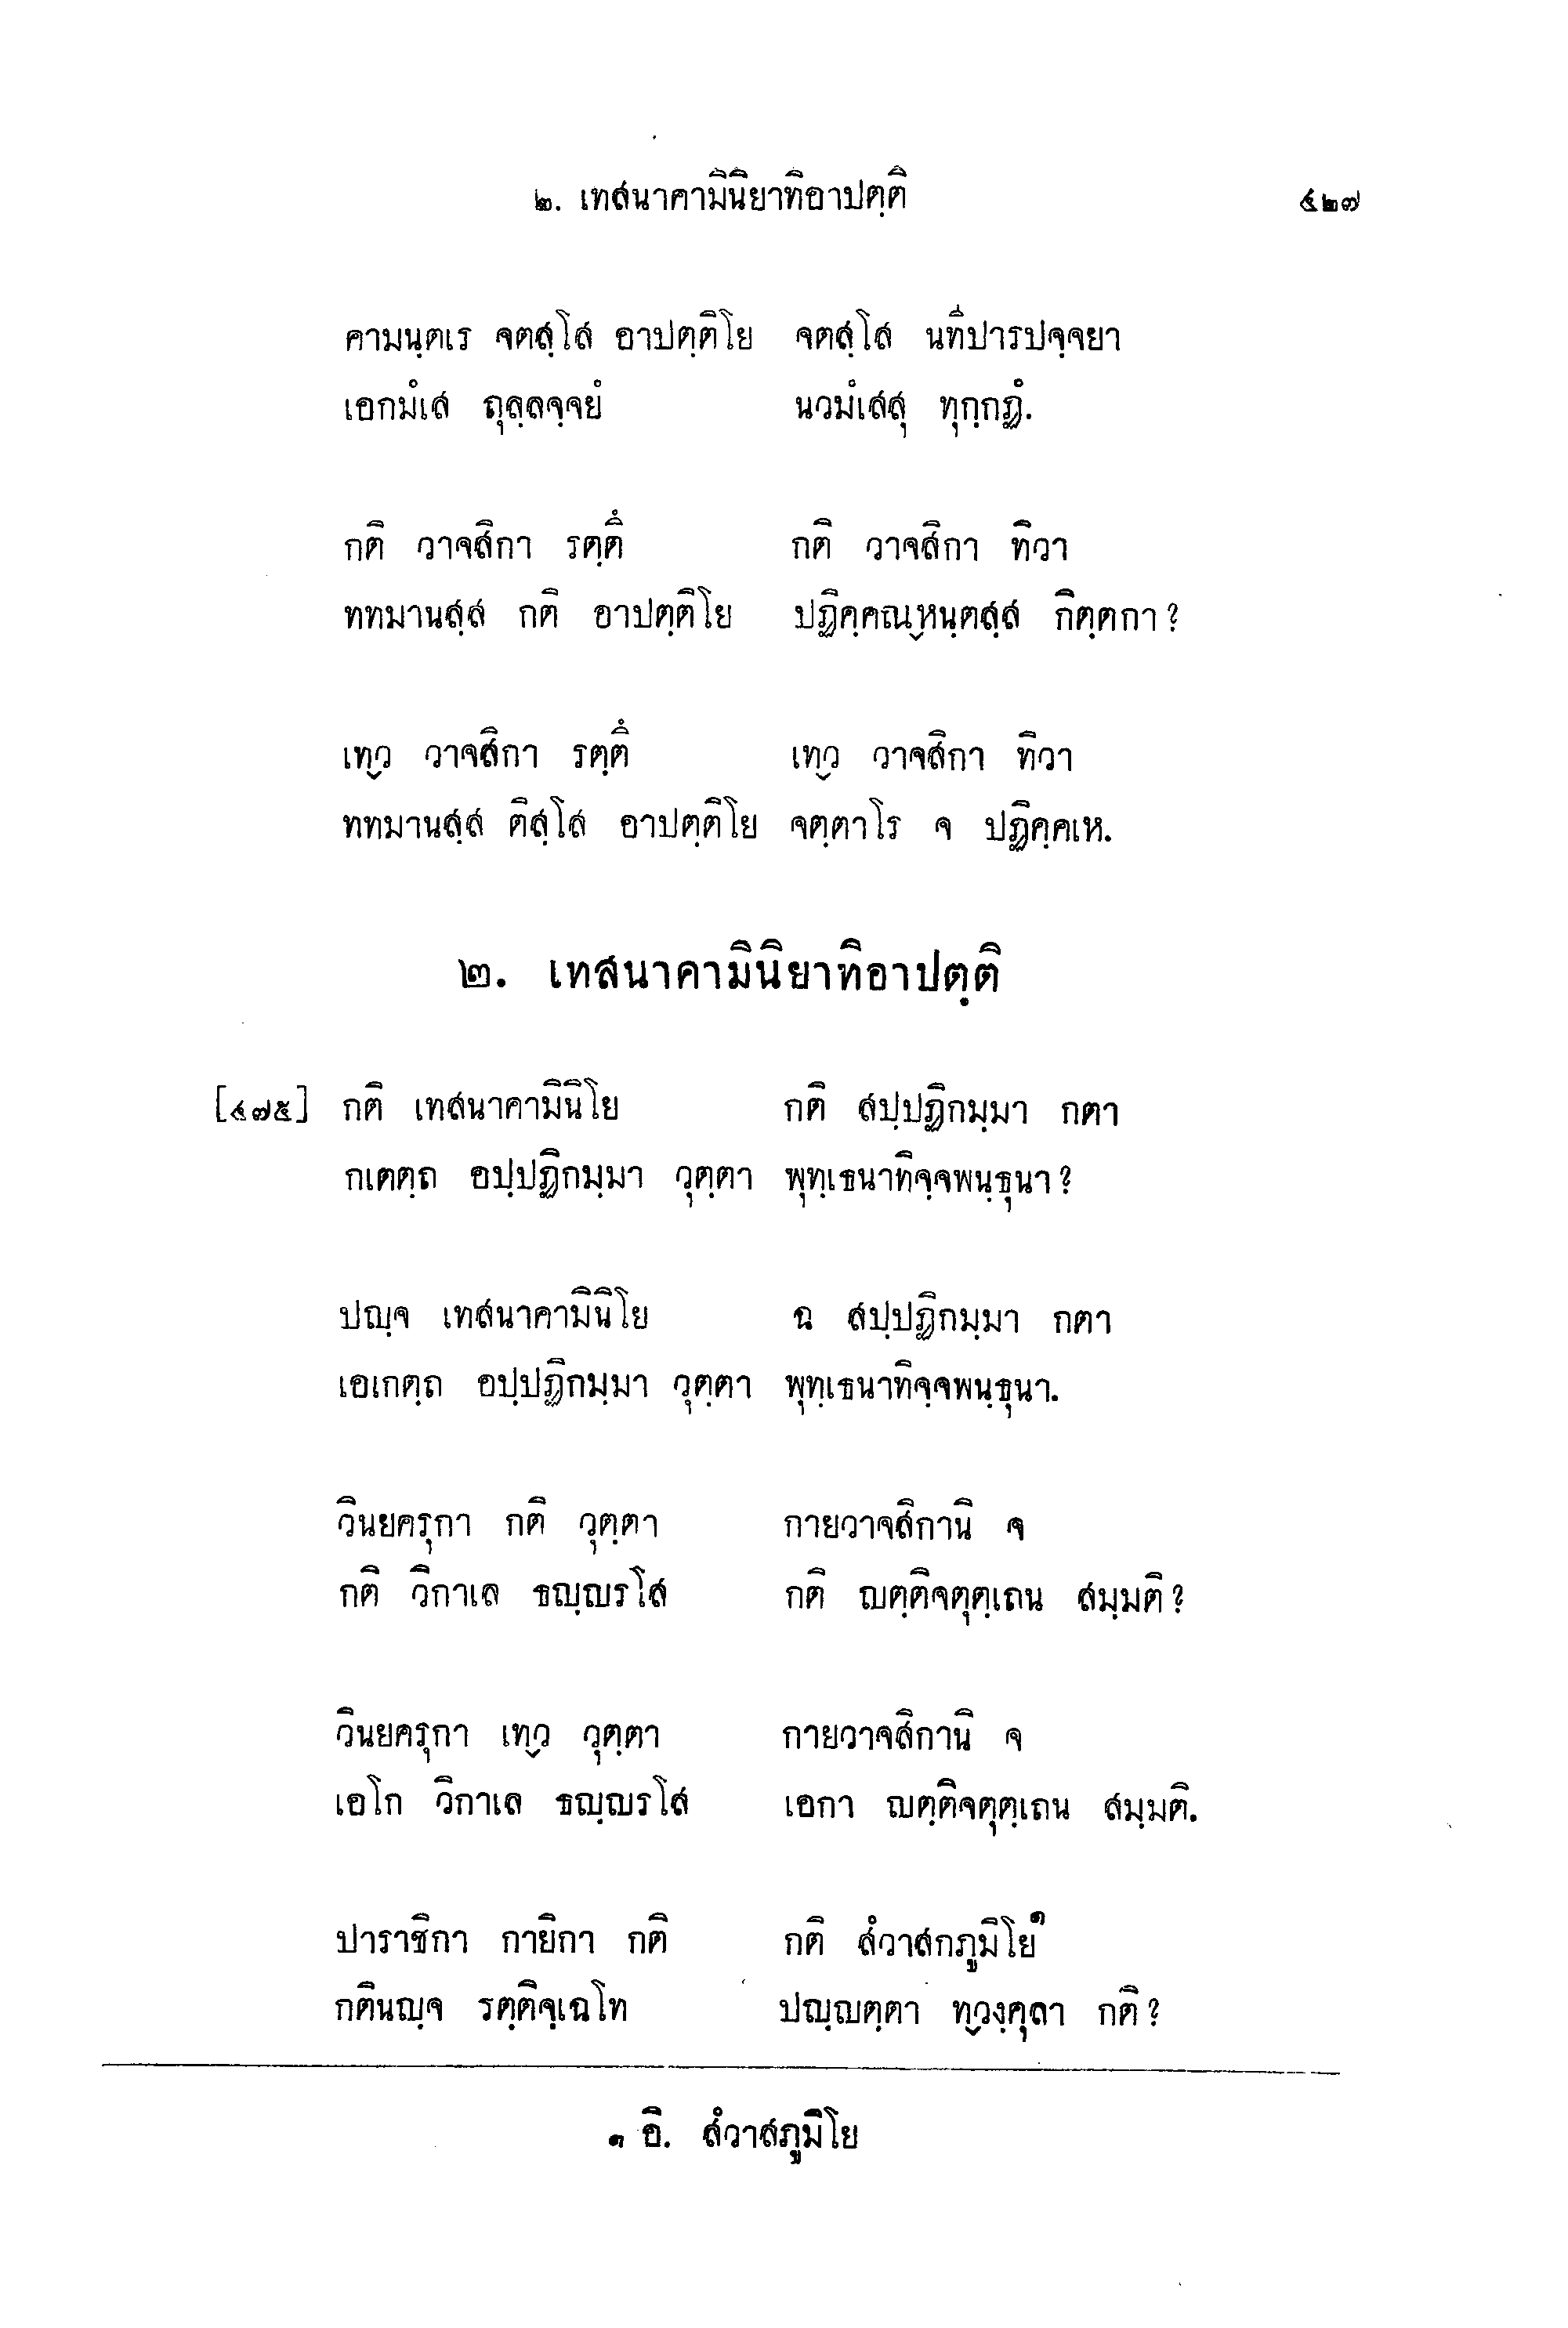 ๒. เทสนาคามินิยาทิอาปตฺติ ๔๒๗
คามนฺตเร จตสฺโส อาปตฺติโย จตสฺโส นทิํปารปจฺจยา
เอกมํเส ถุลฺลจฺจยํ นวมํเสสุ ทุกฺกฏํ.
กติ วาจสิกา รตฺติํ กติ วาจสิกา ทิวา
ททมานสฺส กติ อาปตฺติโย ปฏิคฺคณฺหนฺตสฺส กิตฺตกา ?
เทฺว วาจสิกา รตฺติํ เทฺว วาจสิกา ทิวา
ททมานสฺส ติสฺโส อาปตฺติโย จตฺตาโร จ ปฏิคฺคเห.
๒. เทสนาคามินิยาทิอาปตฺติ
[๔๗๕] กติ เทสนาคามินิโย กติ สปฺปฏิกมฺมา กตา
กเตตฺถ อปฺปฏิกมฺมา วุตฺตา พุทฺเธนาทิจฺจพนฺธุนา ?
ปญฺจ เทสนาคามินิโย ฉ สปฺปฏิกมฺมา กตา
เอเกตฺถ อปฺปฏิกมฺมา วุตฺตา พุทฺเธนาทิจฺจพนฺธุนา.
วินยครุกา กติ วุตฺตา กายวาจสิกานิ จ
กติ วิกาเล ธญฺญรโส กติ ญตฺติจตุตฺเถน สมฺมติ ?
วินยครุกา เทฺว วุตฺตา กายวาจสิกานิ จ
เอโก วิกาเล ธญฺญรโส เอกา ญตฺติจตุตฺเถน สมฺมติ.
ปาราชิกา กายิกา กติ กติ สํวาสกภูมิโย๑
กตินญฺจ รตฺติจฺเฉโท ปญฺญตฺตา ทฺวงฺคุลา กติ ?
๑ อิ. สํวาสภูมิโย